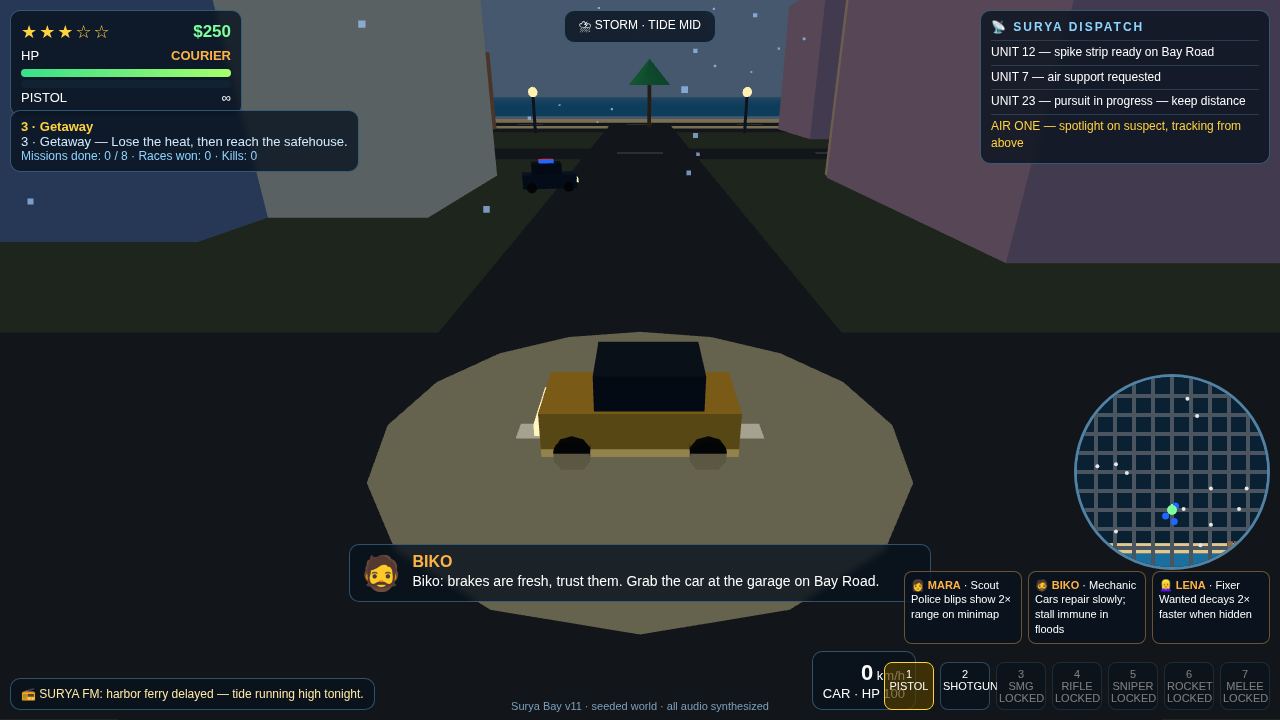 ★★★☆☆ $250
HP COURIER
PISTOL ∞
3 · Getaway
3 · Getaway — Lose the heat, then reach the safehouse.
Missions done: 0 / 8 · Races won: 0 · Kills: 0
⛈ STORM · TIDE MID
📡 SURYA DISPATCH
UNIT 12 — spike strip ready on Bay Road
UNIT 7 — air support requested
UNIT 23 — pursuit in progress — keep distance
AIR ONE — spotlight on suspect, tracking from
above
BIKO
Biko: brakes are fresh, trust them. Grab the car at the garage on Bay Road.
MARA · Scout
Police blips show 2×
range on minimap
BIKO · Mechanic
Cars repair slowly;
stall immune in
floods
LENA · Fixer
Wanted decays 2×
faster when hidden
0 km/h
CAR · HP 100
1
PISTOL
2
SHOTGUN
3
SMG
LOCKED
4
RIFLE
LOCKED
5
SNIPER
LOCKED
6
ROCKET
LOCKED
7
MELEE
LOCKED
📻 SURYA FM: harbor ferry delayed — tide running high tonight.
Surya Bay v11 · seeded world · all audio synthesized